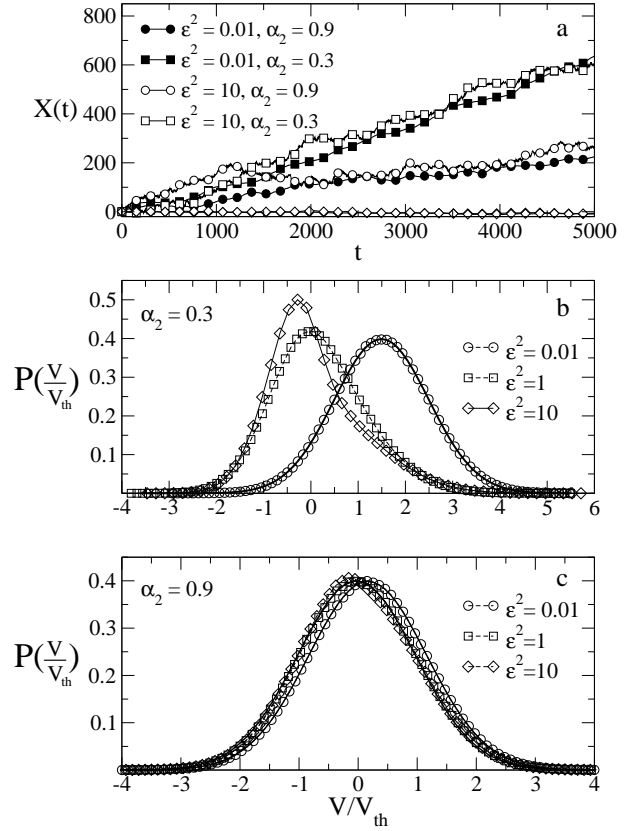 a
ε² = 0.01, α₂ = 0.9
ε² = 0.01, α₂ = 0.3
ε² = 10, α₂ = 0.9
ε² = 10, α₂ = 0.3
X(t)
800
600
400
200
0
0 1000 2000 3000 4000 5000
t
b
α₂ = 0.3
ε² = 0.01
ε²=1
ε²=10
P(V/Vth)
0.5
0.4
0.3
0.2
0.1
-4 -3 -2 -1 0 1 2 3 4 5 6
c
α₂ = 0.9
ε² = 0.01
ε²=1
ε²=10
P(V/Vth)
0.4
0.3
0.2
0.1
-4 -3 -2 -1 0 1 2 3 4
V/Vth